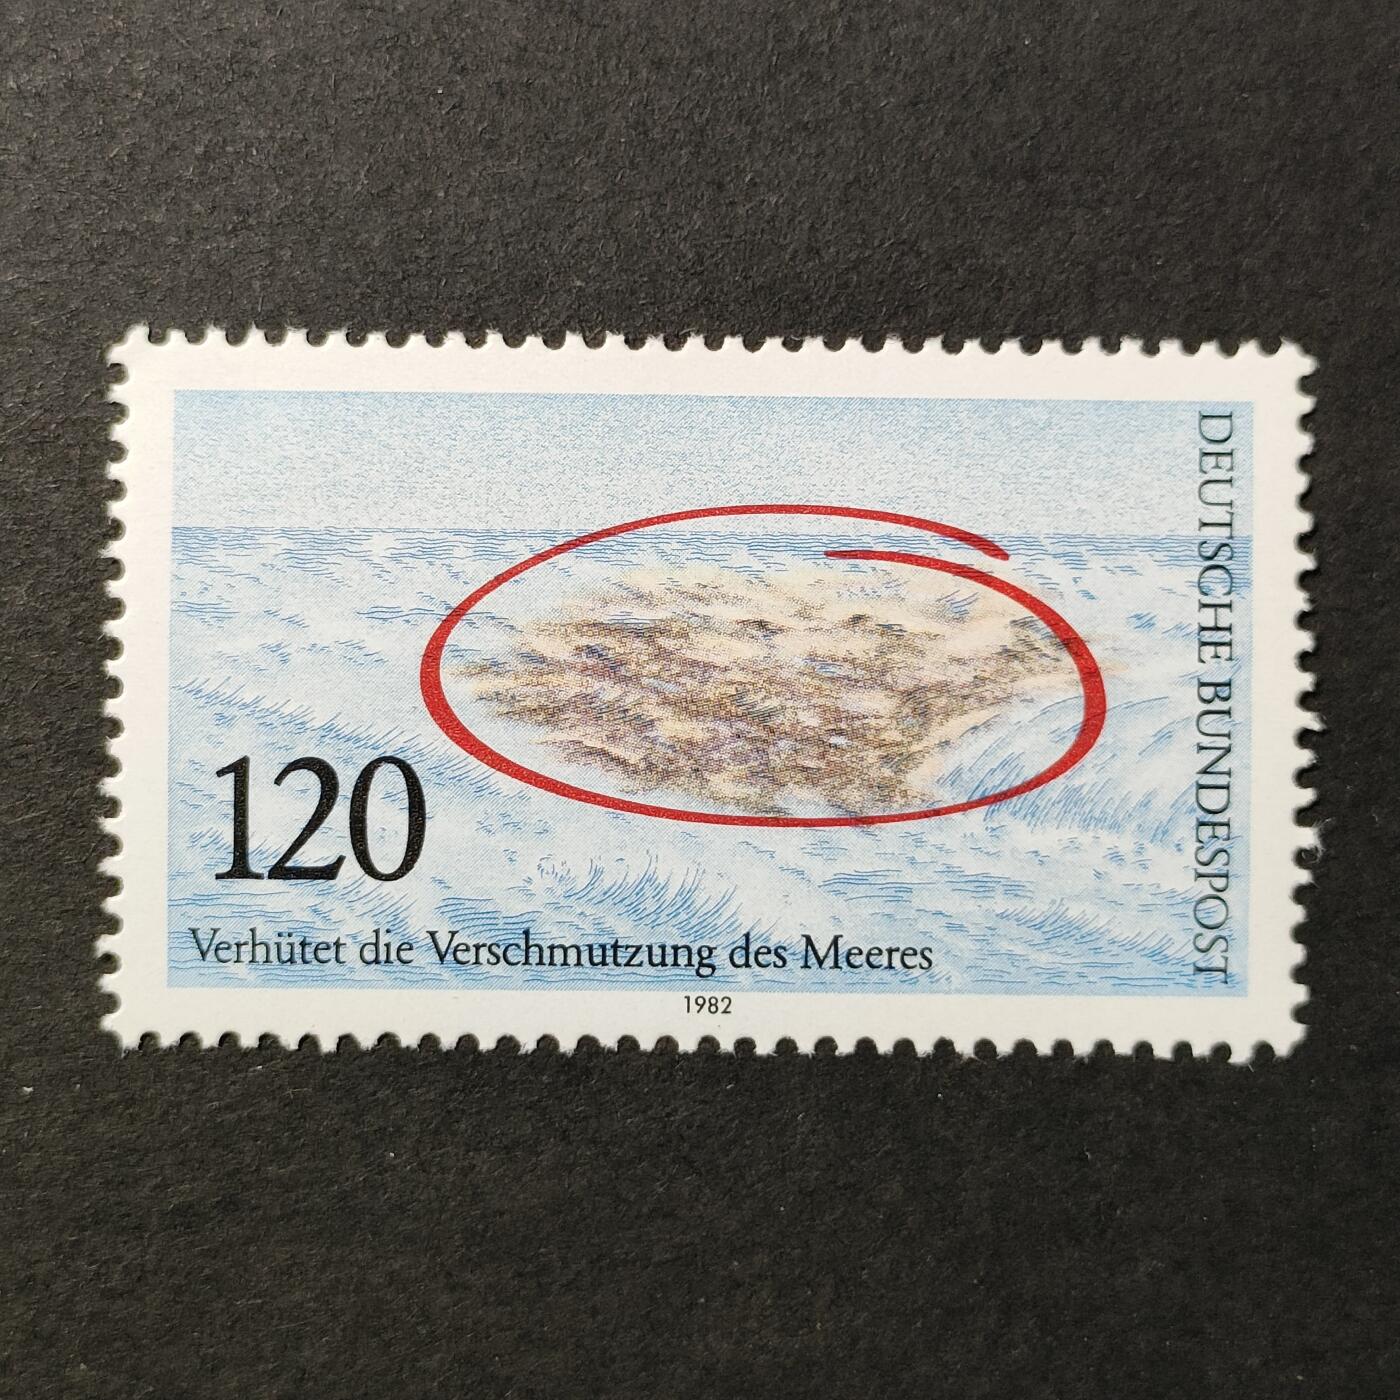 DEUTSCHE BUNDESPOST
120
Verhütet die Verschmutzung des Meeres
1982